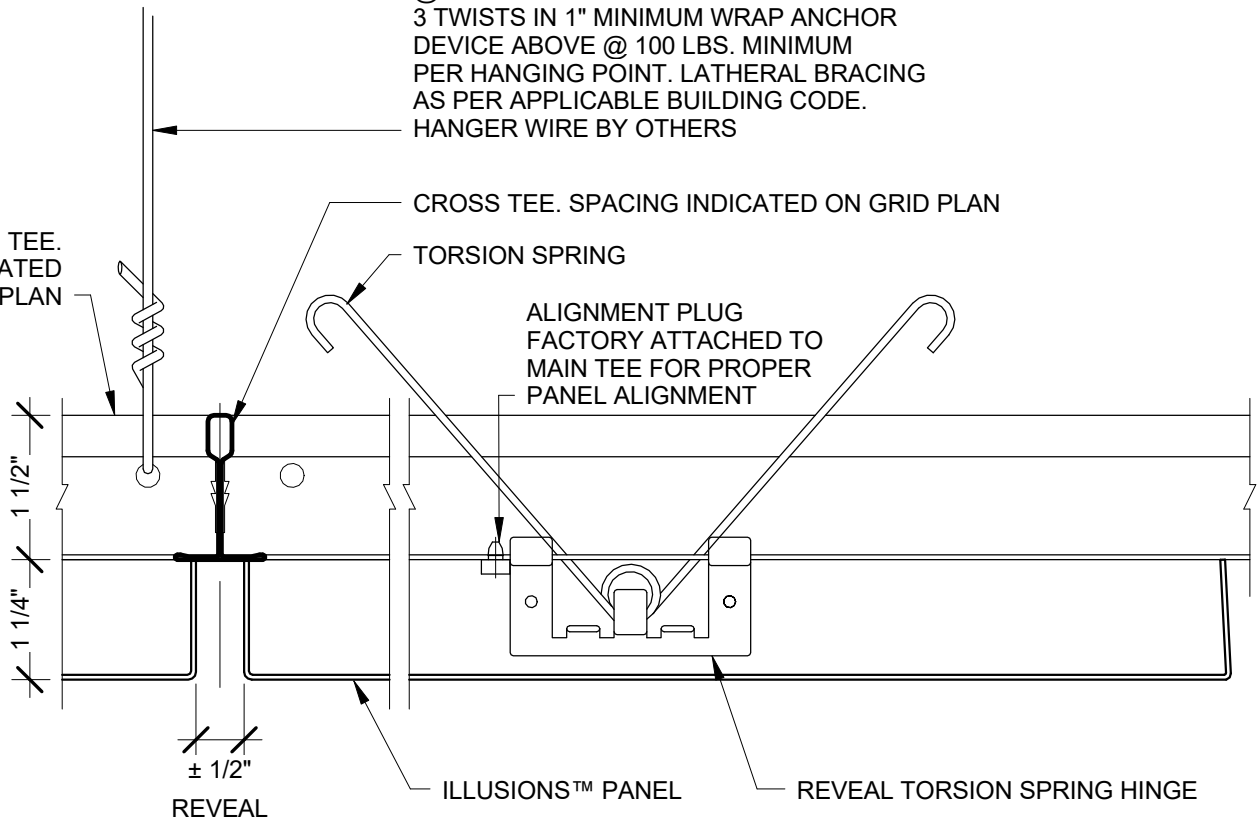 3 TWISTS IN 1" MINIMUM WRAP ANCHOR
DEVICE ABOVE @ 100 LBS. MINIMUM
PER HANGING POINT. LATHERAL BRACING
AS PER APPLICABLE BUILDING CODE.
HANGER WIRE BY OTHERS
CROSS TEE. SPACING INDICATED ON GRID PLAN
TEE.
ATED
PLAN
TORSION SPRING
ALIGNMENT PLUG
FACTORY ATTACHED TO
MAIN TEE FOR PROPER
PANEL ALIGNMENT
1 1/2"
1 1/4"
± 1/2"
REVEAL
ILLUSIONS™ PANEL
REVEAL TORSION SPRING HINGE